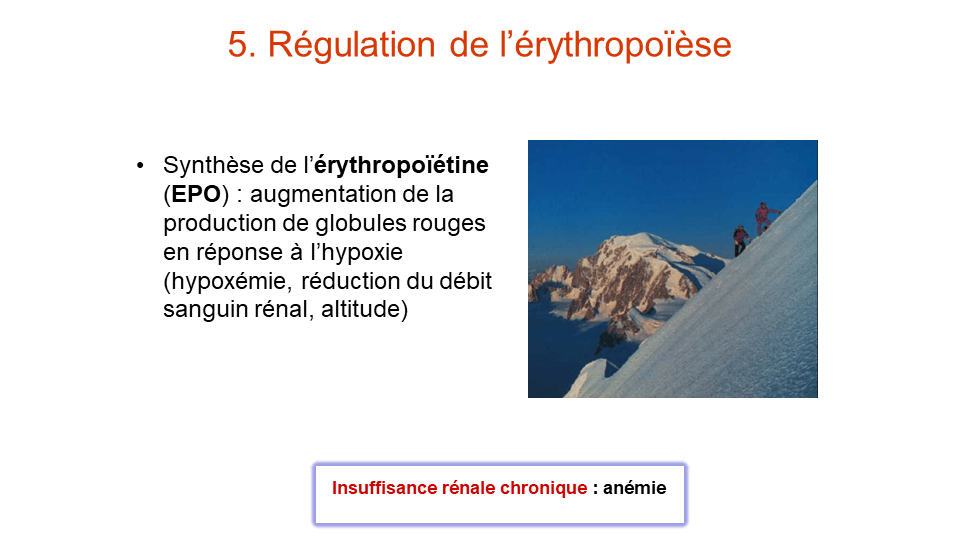 5. Régulation de l’érythropoïèse
• Synthèse de l’érythropoïétine
(EPO) : augmentation de la
production de globules rouges
en réponse à l’hypoxie
(hypoxémie, réduction du débit
sanguin rénal, altitude)
Insuffisance rénale chronique : anémie